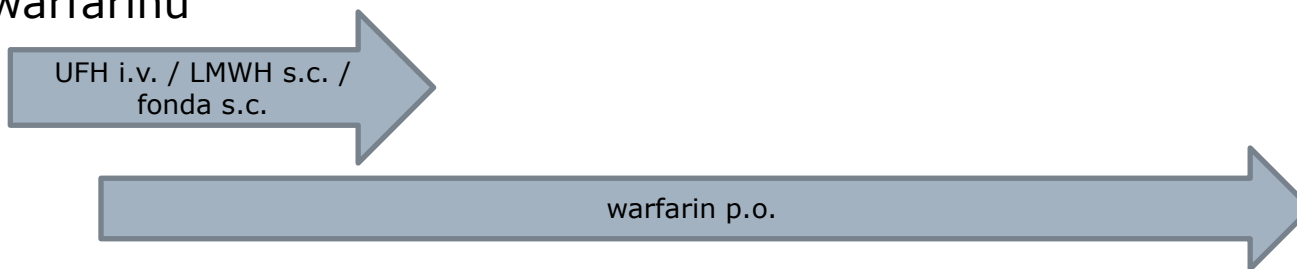 warfarinu
UFH i.v. / LMWH s.c. /
fonda s.c.
warfarin p.o.